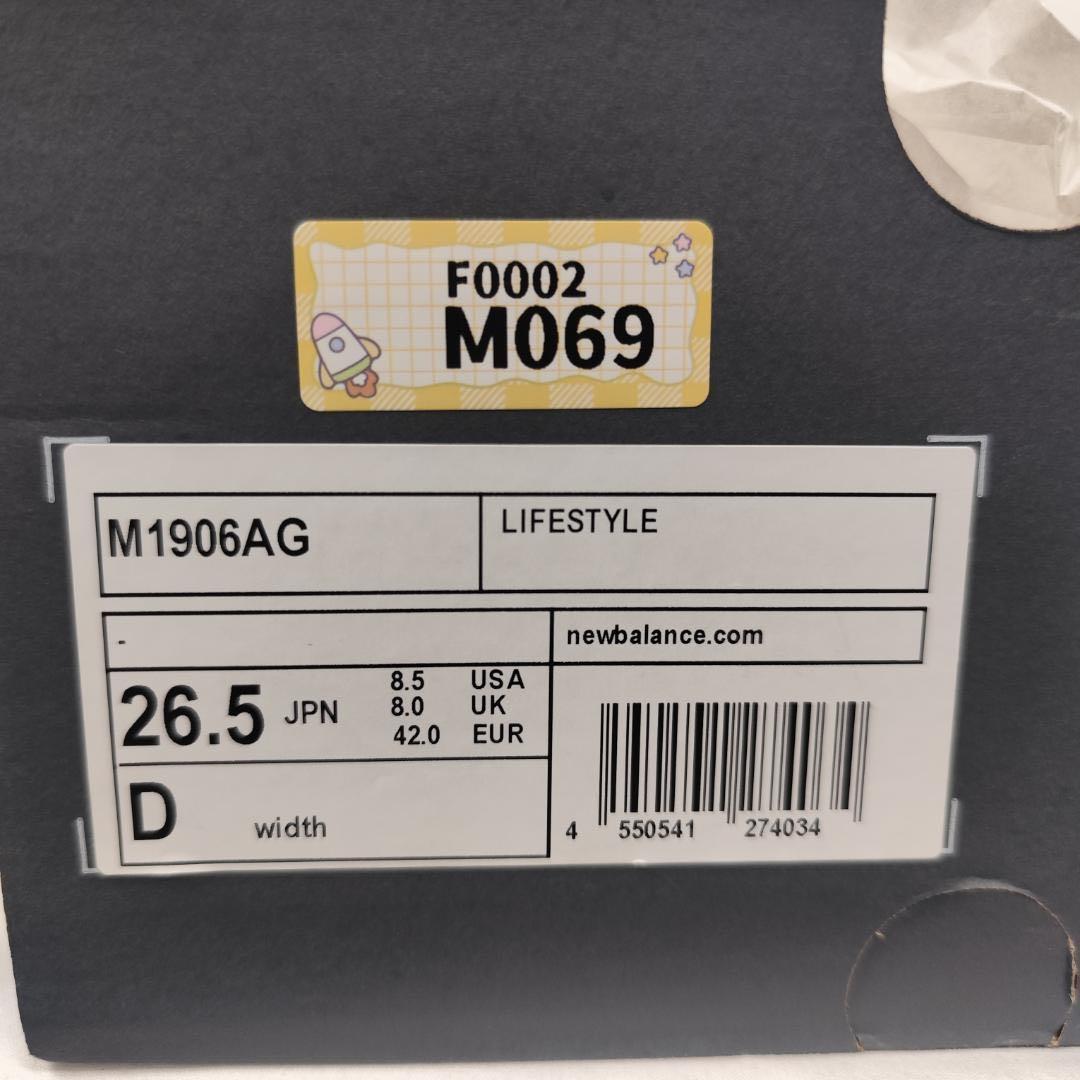 F0002
M069
M1906AG
LIFESTYLE
-
newbalance.com
26.5 JPN
8.5 USA
8.0 UK
42.0 EUR
D width
4 550541 274034